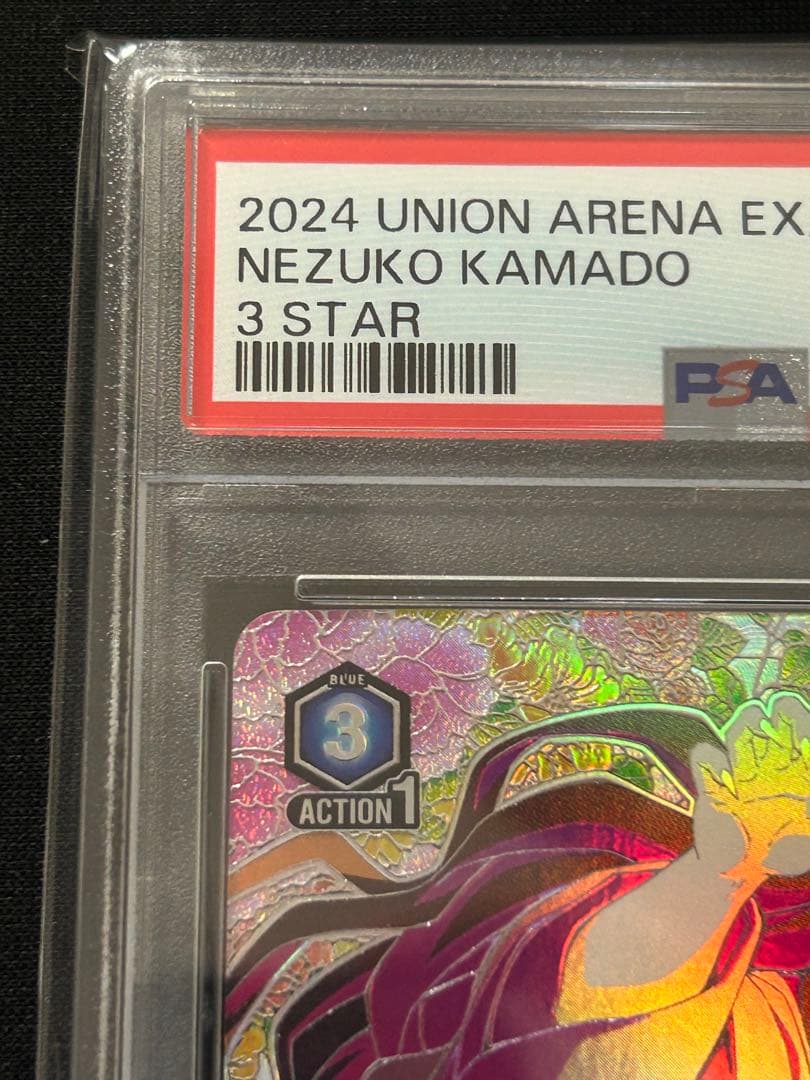 2024 UNION ARENA EX
NEZUKO KAMADO
3 STAR
PSA
BLUE
3
ACTION 1